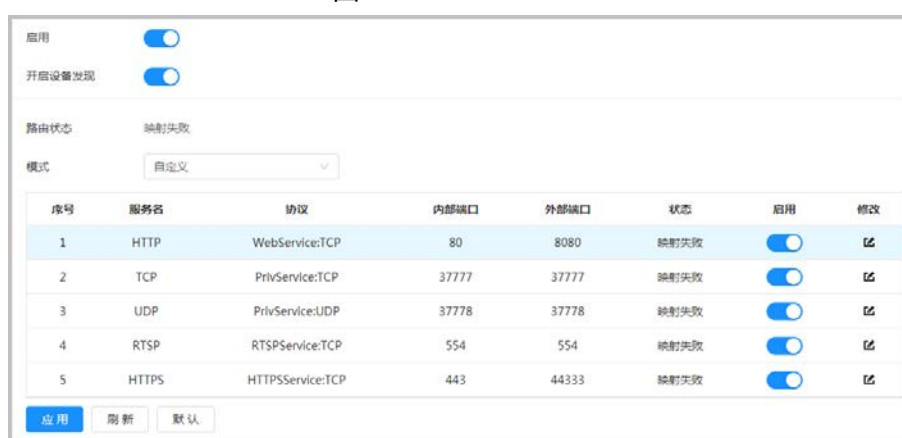 图
启用
开启设备发现
路由状态 映射失败
模式 自定义
序号 服务名 协议 内部端口 外部端口 状态 启用 修改
1 HTTP WebService:TCP 80 8080 映射失败
2 TCP PrivService:TCP 37777 37777 映射失败
3 UDP PrivService:UDP 37778 37778 映射失败
4 RTSP RTSPService:TCP 554 554 映射失败
5 HTTPS HTTPSService:TCP 443 44333 映射失败
应用 刷新 默认